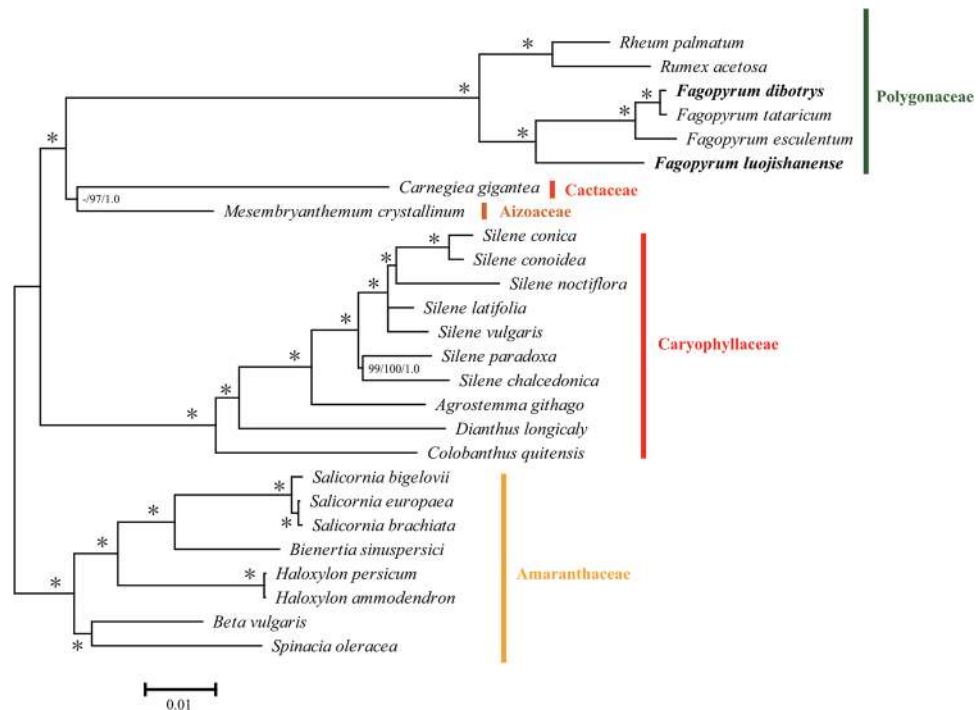 * Rheum palmatum
Rumex acetosa
* * * Fagopyrum dibotrys
Polygonaceae
Fagopyrum tataricum
* * Fagopyrum esculentum
Fagopyrum luojishanense
Carnegiea gigantea Cactaceae
-/97/1.0
Mesembryanthemum crystallinum Aizoaceae
* Silene conica
* Silene conoidea
* Silene noctiflora
* Silene latifolia
Silene vulgaris
Caryophyllaceae
* Silene paradoxa
99/100/1.0
Silene chalcedonica
* Agrostemma githago
* Dianthus longicaly
Colobanthus quitensis
* Salicornia bigelovii
* Salicornia europaea
* Salicornia brachiata
* Bienertia sinuspersici
* Haloxylon persicum
Amaranthaceae
* Haloxylon ammodendron
Beta vulgaris
* Spinacia oleracea
0.01